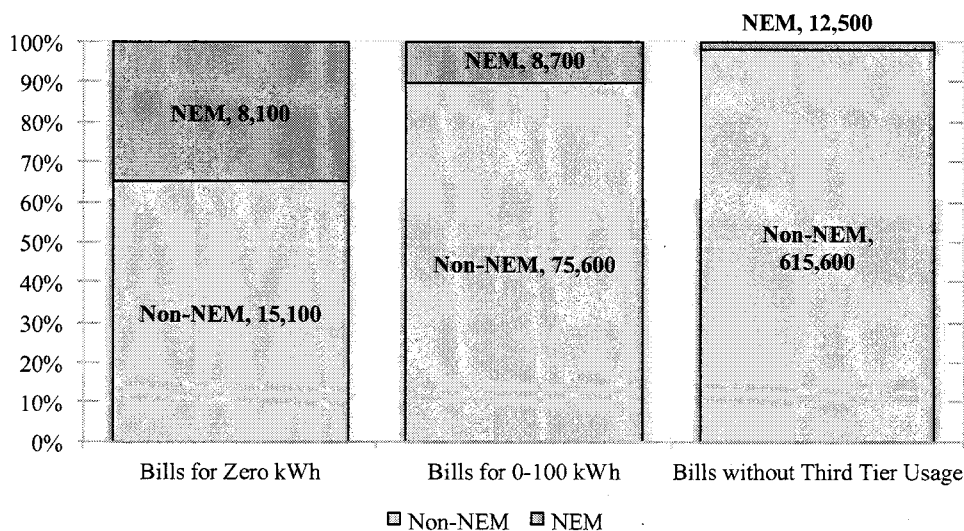 NEM, 12,500
100%
90%
80%
70%
60%
50%
40%
30%
20%
10%
0%
NEM, 8,100
Non-NEM, 15,100
NEM, 8,700
Non-NEM, 75,600
Non-NEM,
615,600
Bills for Zero kWh
Bills for 0-100 kWh
Bills without Third Tier Usage
Non-NEM
NEM